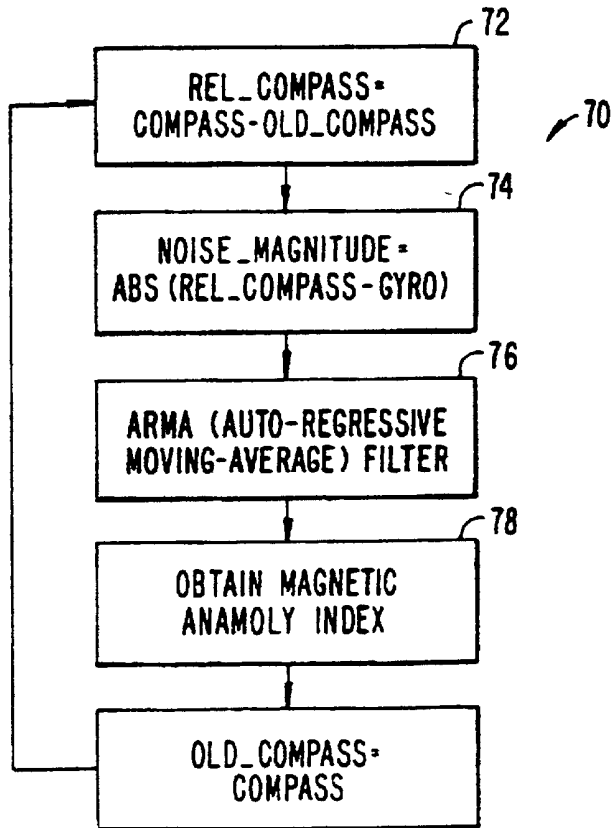 72
REL_COMPASS=
COMPASS-OLD_COMPASS
70
74
NOISE_MAGNITUDE=
ABS (REL_COMPASS-GYRO)
76
ARMA (AUTO-REGRESSIVE
MOVING-AVERAGE) FILTER
78
OBTAIN MAGNETIC
ANAMOLY INDEX
OLD_COMPASS=
COMPASS